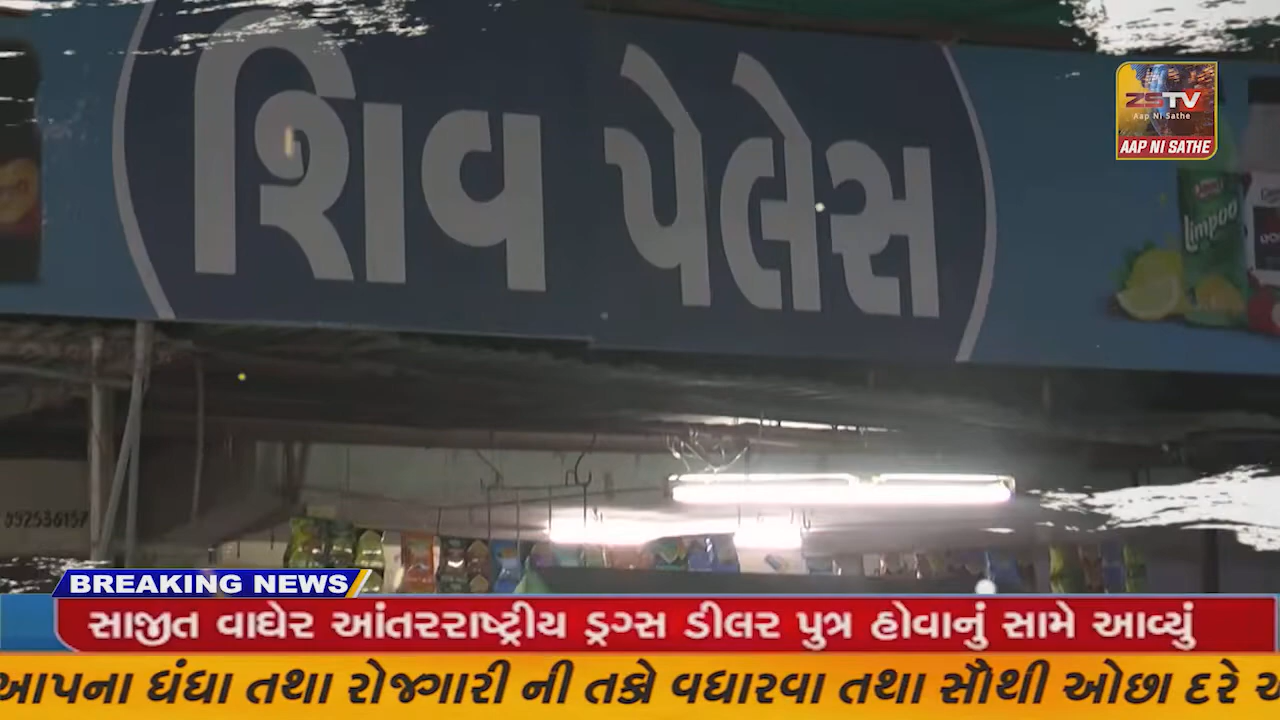 શિવ પેલેસ
ZSTV
Aap Ni Sathe
AAP NI SATHE
Limpoo
BREAKING NEWS
સાજીત વાઘેર આંતરરાષ્ટ્રીય ડ્રગ્સ ડીલર પુત્ર હોવાનું સામે આવ્યું
આપના ધંધા તથા રોજગારી ની તકો વધારવા તથા સૌથી ઓછા દરે